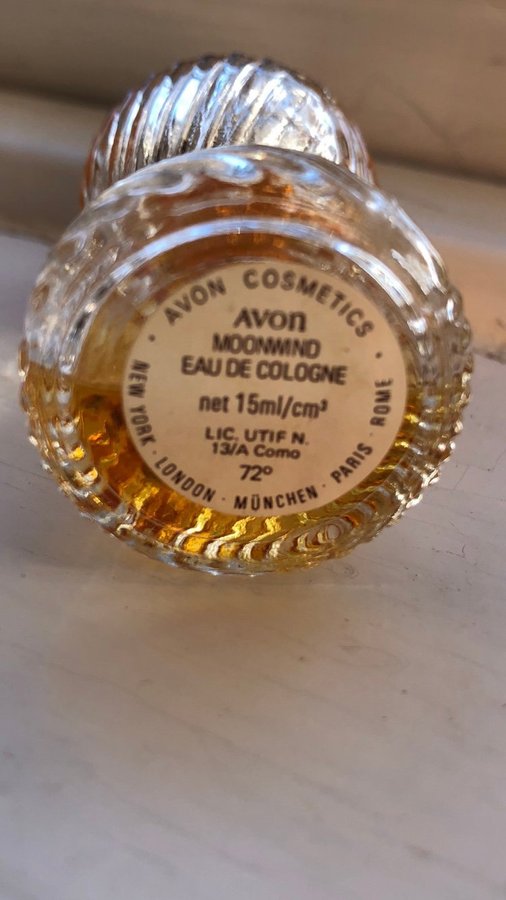 · AVON COSMETICS ·
AVON
MOONWIND
EAU DE COLOGNE
net 15ml/cm³
LIC. UTIF N.
13/A Como
72º
NEW YORK · LONDON · MÜNCHEN · PARIS · ROME